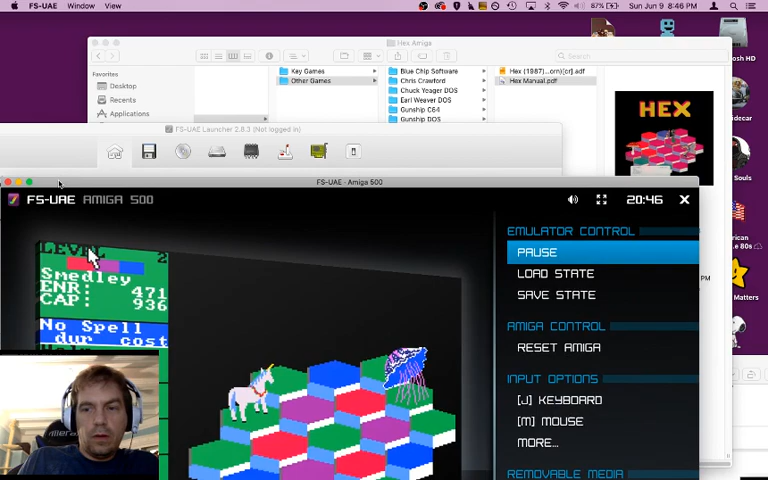 FS-UAE Window View 87% Sun Jun 9 8:46 PM
Hex Amiga
Search
Favorites
Desktop
Recents
Applications
Key Games
Other Games
Blue Chip Software
Chris Crawford
Chuck Yeager DOS
Earl Weaver DOS
Gunship C64
Gunship DOS
Hex (1987)...orn)[cr].adf
Hex Manual.pdf
HEX
FS-UAE Launcher 2.8.3 (Not logged in)
FS-UAE - Amiga 500
FS-UAE AMIGA 500
20:46
EMULATOR CONTROL
PAUSE
LOAD STATE
SAVE STATE
AMIGA CONTROL
RESET AMIGA
INPUT OPTIONS
[J] KEYBOARD
[M] MOUSE
MORE...
REMOVABLE MEDIA
LEVEL 2
Smedley
ENR: 471
CAP: 936
No Spell
dur cost
Souls
Matters
PM